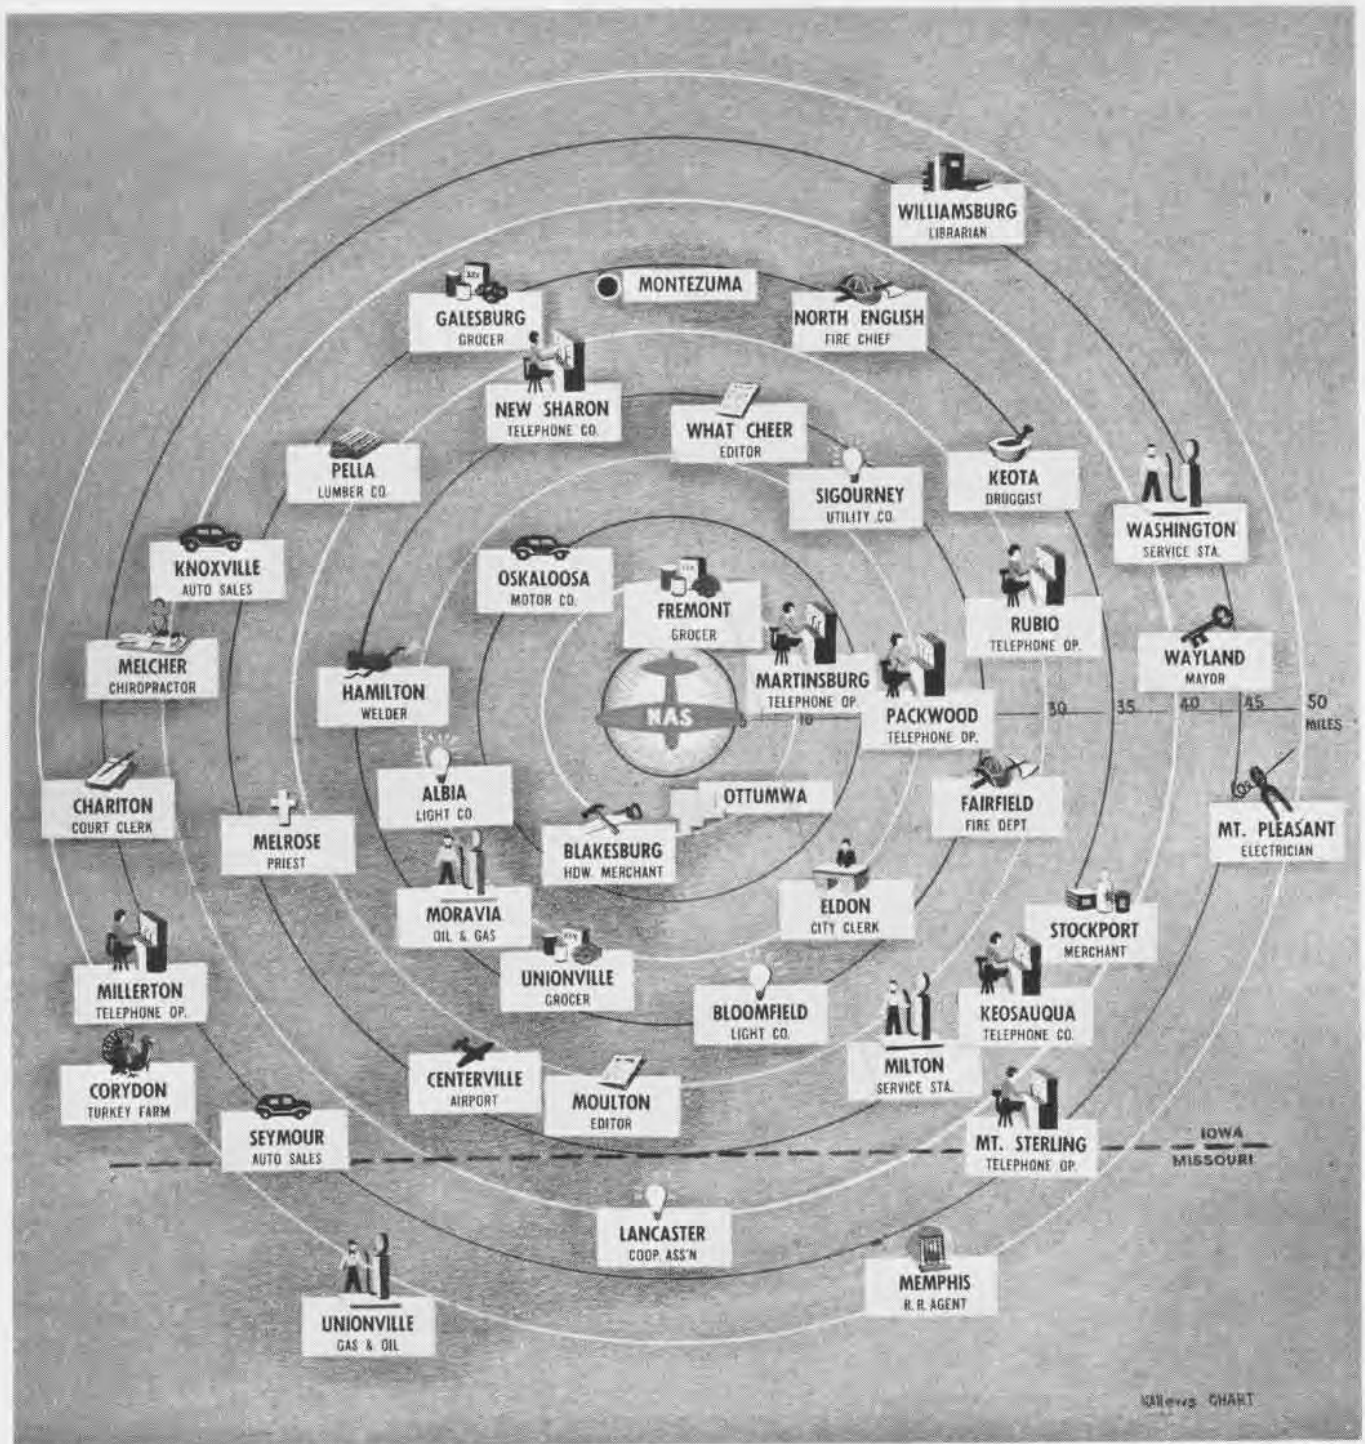 WILLIAMSBURG
LIBRARIAN
MONTEZUMA
GALESBURG
GROCER
NORTH ENGLISH
FIRE CHIEF
NEW SHARON
TELEPHONE CO.
WHAT CHEER
EDITOR
PELLA
LUMBER CO.
SIGOURNEY
UTILITY CO.
KEOTA
DRUGGIST
WASHINGTON
SERVICE STA.
KNOXVILLE
AUTO SALES
OSKALOOSA
MOTOR CO.
FREMONT
GROCER
RUBIO
TELEPHONE OP.
MELCHER
CHIROPRACTOR
HAMILTON
WELDER
MARTINSBURG
TELEPHONE OP.
WAYLAND
MAYOR
NAS
PACKWOOD
TELEPHONE OP.
5 10 30 35 40 45 50
MILES
CHARITON
COURT CLERK
ALBIA
LIGHT CO.
OTTUMWA
FAIRFIELD
FIRE DEPT
MELROSE
PRIEST
BLAKESBURG
HDW. MERCHANT
MT. PLEASANT
ELECTRICIAN
MORAVIA
OIL & GAS
ELDON
CITY CLERK
STOCKPORT
MERCHANT
MILLERTON
TELEPHONE OP.
UNIONVILLE
GROCER
BLOOMFIELD
LIGHT CO.
KEOSAUQUA
TELEPHONE CO.
CORYDON
TURKEY FARM
CENTERVILLE
AIRPORT
MOULTON
EDITOR
MILTON
SERVICE STA.
SEYMOUR
AUTO SALES
MT. STERLING
TELEPHONE OP.
IOWA
MISSOURI
LANCASTER
COOP. ASS'N
MEMPHIS
R. R. AGENT
UNIONVILLE
GAS & OIL
NANews CHART